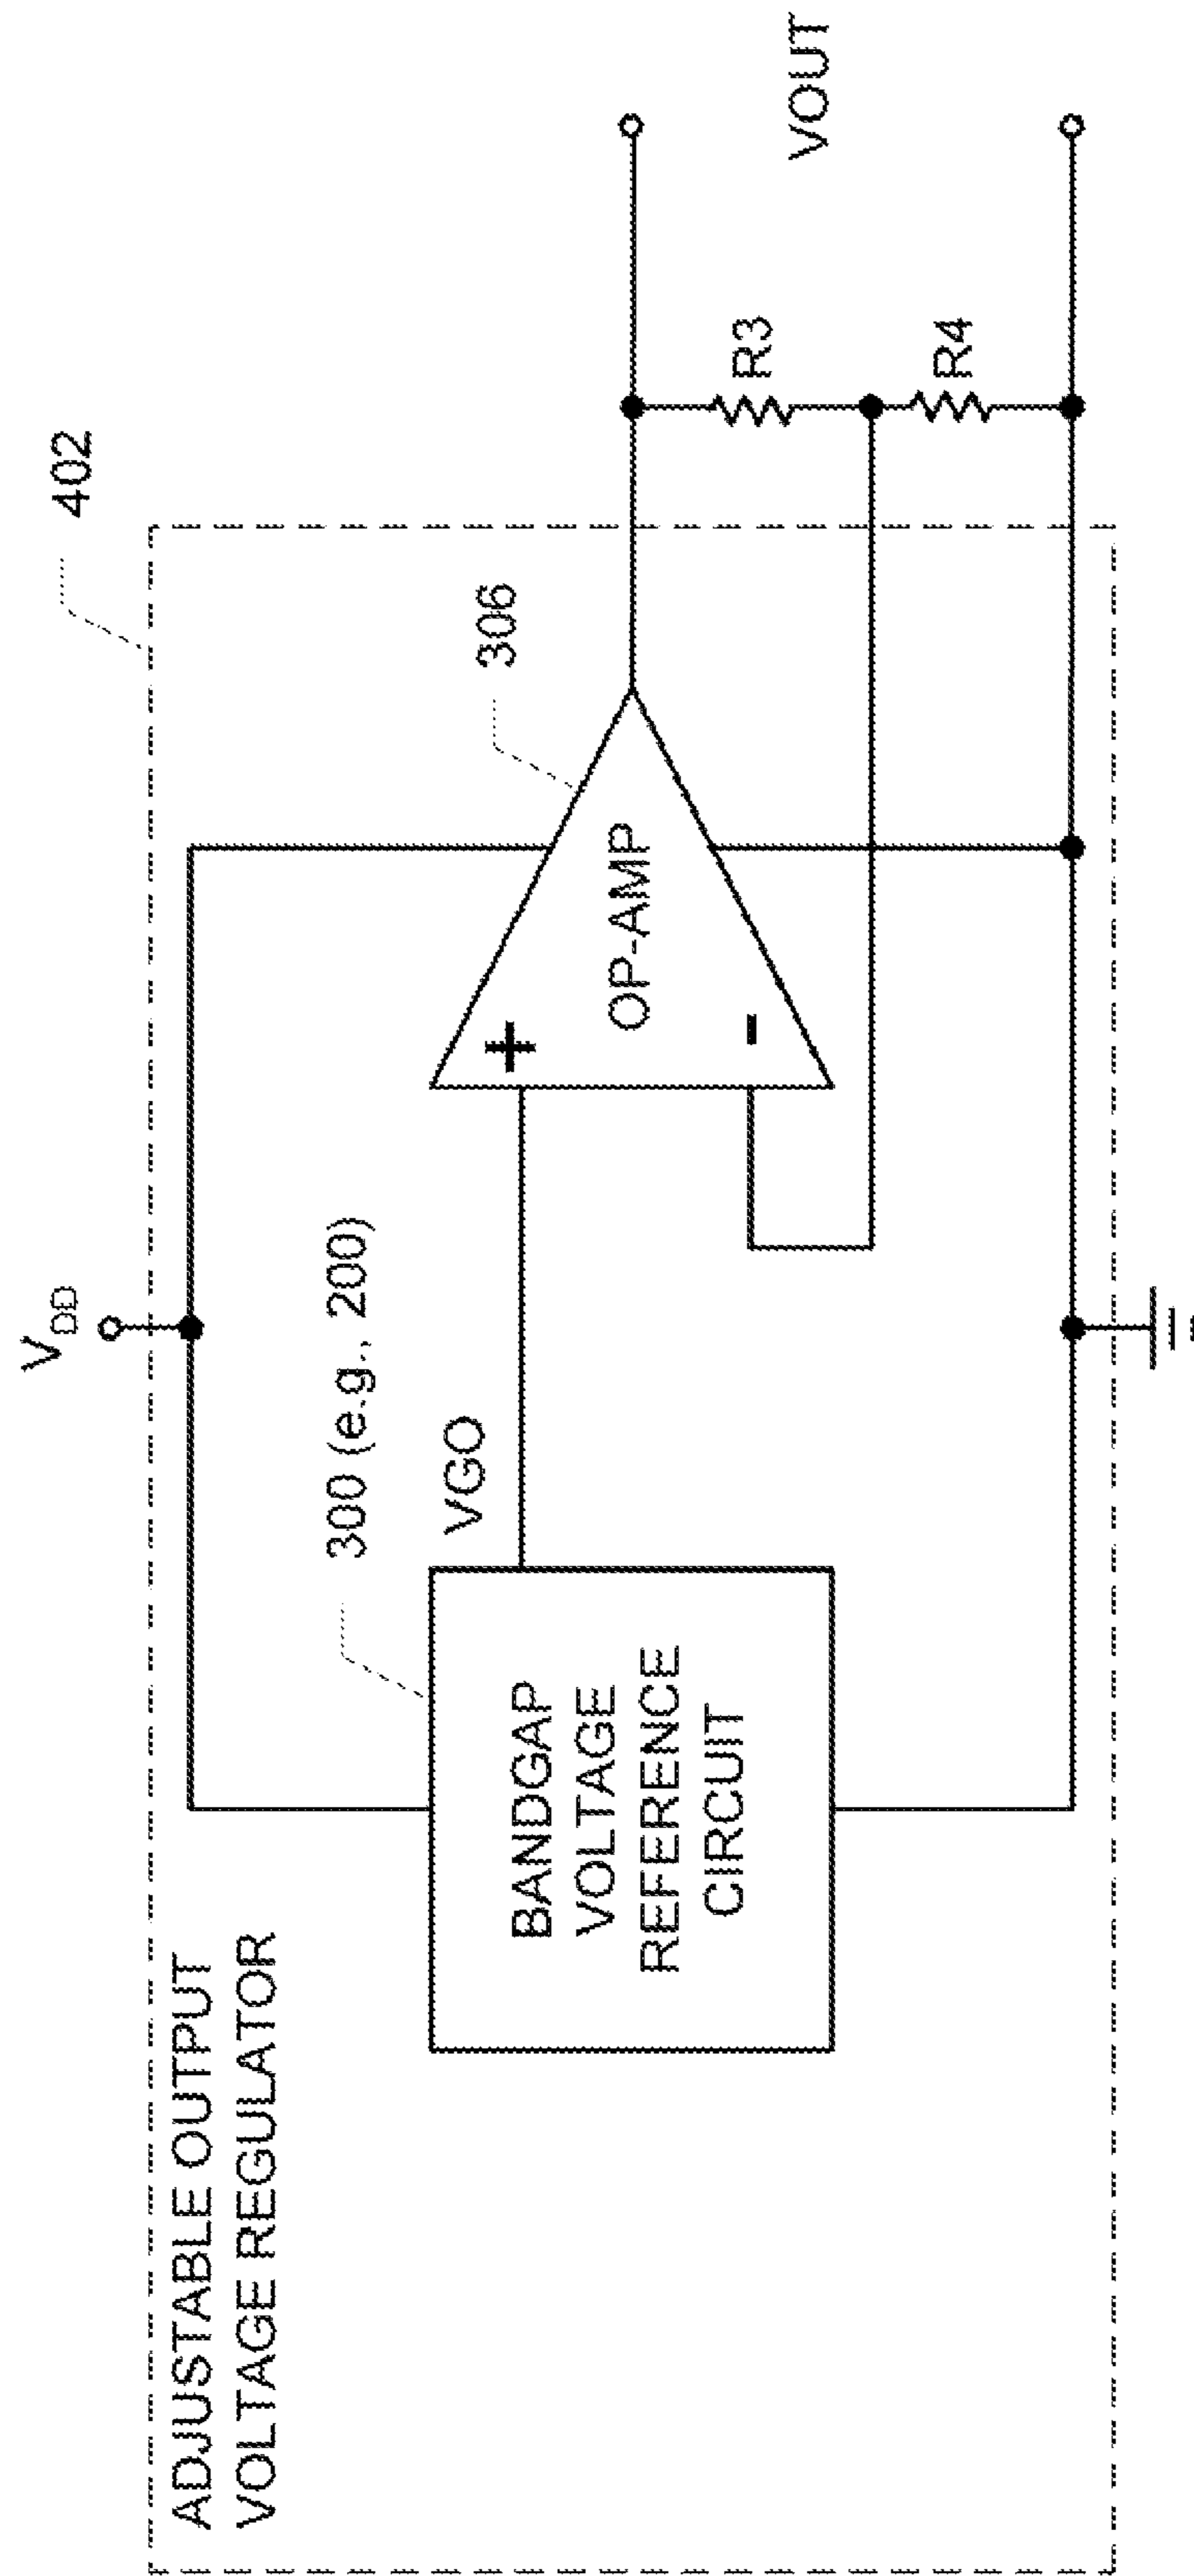 ADJUSTABLE OUTPUT
VOLTAGE REGULATOR
V_DD
402
300 (e.g., 200)
VGO
306
BANDGAP
VOLTAGE
REFERENCE
CIRCUIT
+
OP-AMP
-
R3
R4
VOUT